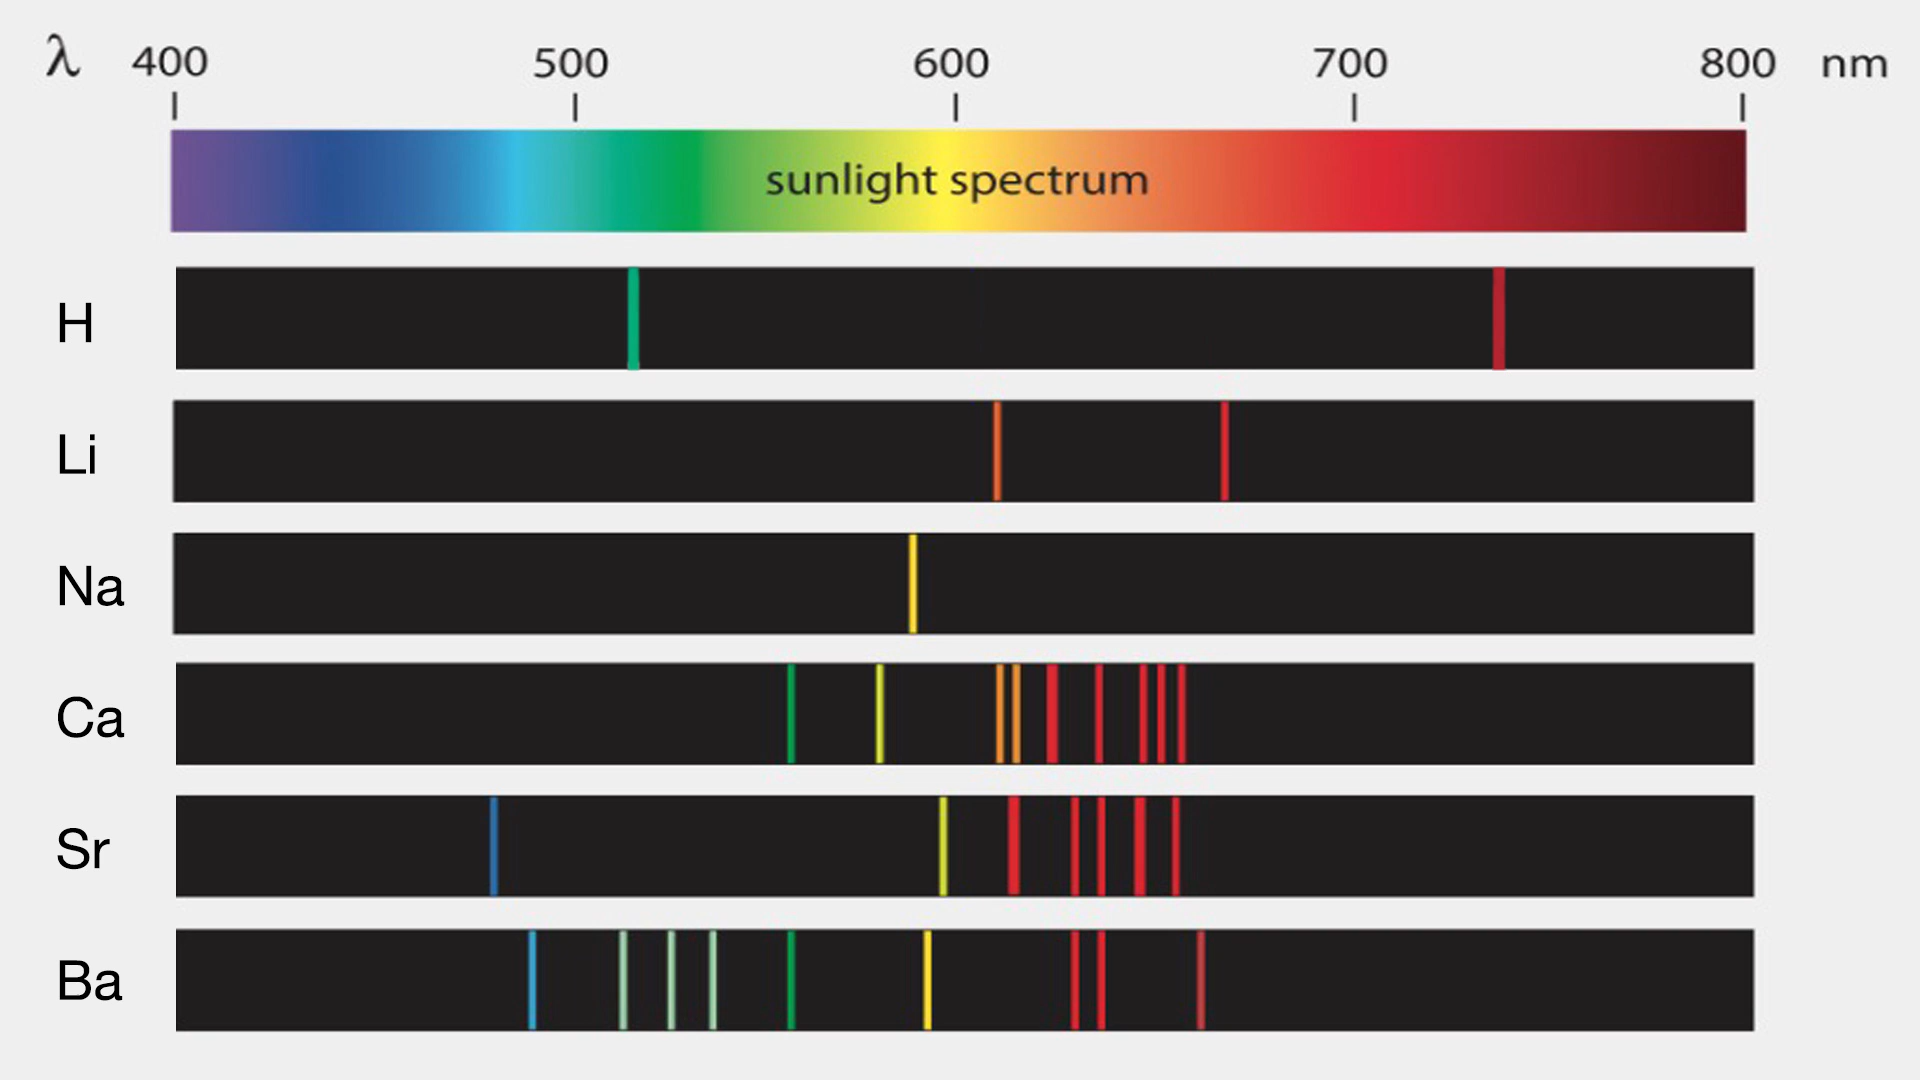 λ 400 500 600 700 800 nm
sunlight spectrum
H
Li
Na
Ca
Sr
Ba